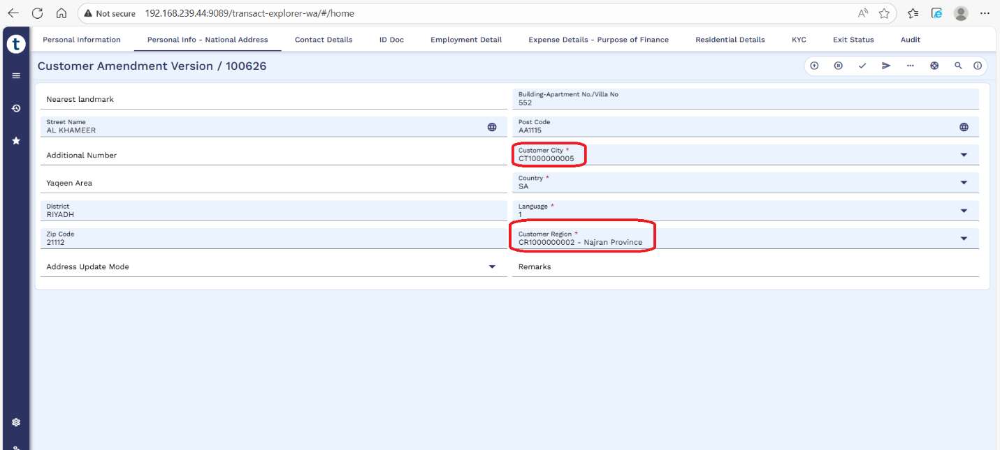 Not secure 192.168.239.44:9089/transact-explorer-wa/#/home
Personal Information Personal Info - National Address Contact Details ID Doc Employment Detail Expense Details - Purpose of Finance Residential Details KYC Exit Status Audit
Customer Amendment Version / 100626
Nearest landmark
Building-Apartment No./Villa No
552
Street Name
AL KHAMEER
Post Code
AA1115
Additional Number
Customer City *
CT1000000005
Yaqeen Area
Country *
SA
District
RIYADH
Language *
1
Zip Code
21112
Customer Region *
CR1000000002 - Najran Province
Address Update Mode
Remarks